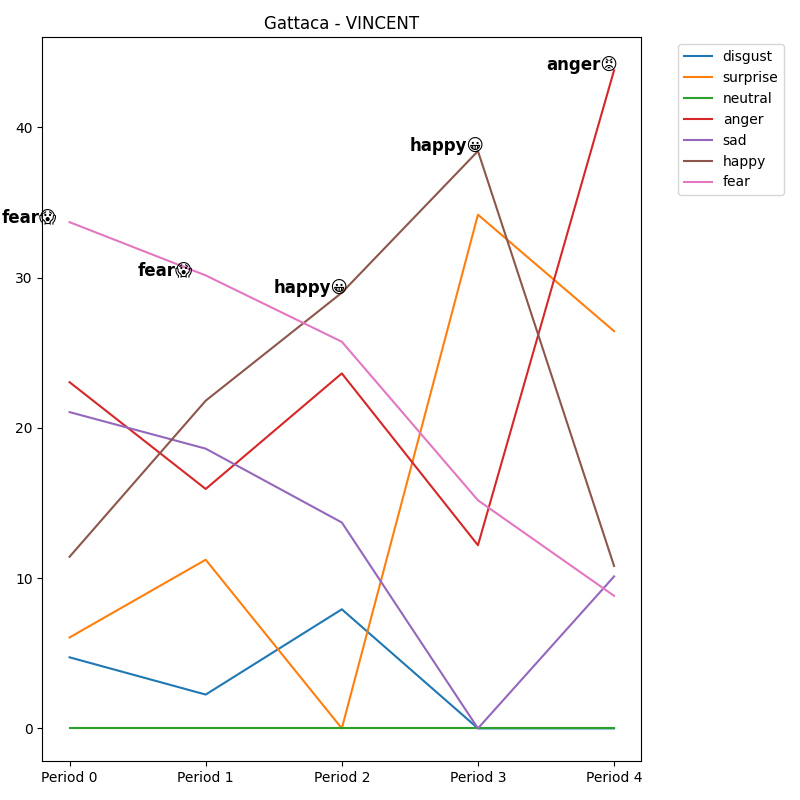 Gattaca - VINCENT
disgust
surprise
neutral
anger
sad
happy
fear
anger😡
happy😀
fear😱
fear😱
happy😀
40
30
20
10
0
Period 0 Period 1 Period 2 Period 3 Period 4